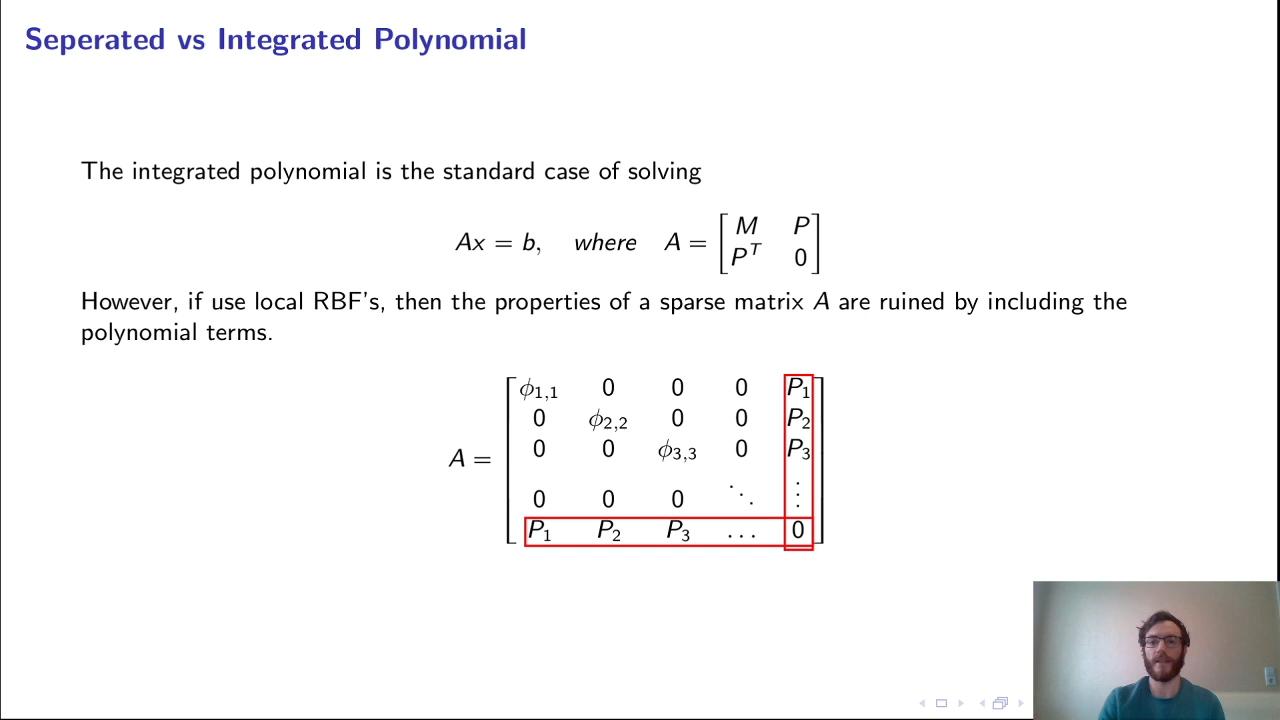 Seperated vs Integrated Polynomial
The integrated polynomial is the standard case of solving
Ax = b, where A = [M P; P^T 0]
However, if use local RBF's, then the properties of a sparse matrix A are ruined by including the
polynomial terms.
A =
ϕ1,1 0 0 0 P1
0 ϕ2,2 0 0 P2
0 0 ϕ3,3 0 P3
0 0 0 ⋱ ⋮
P1 P2 P3 ... 0